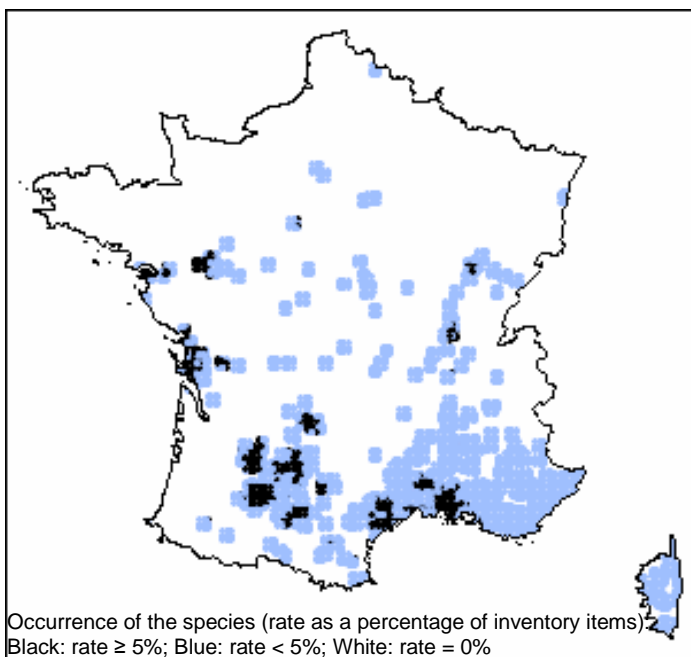 Occurrence of the species (rate as a percentage of inventory items).
Black: rate ≥ 5%; Blue: rate < 5%; White: rate = 0%